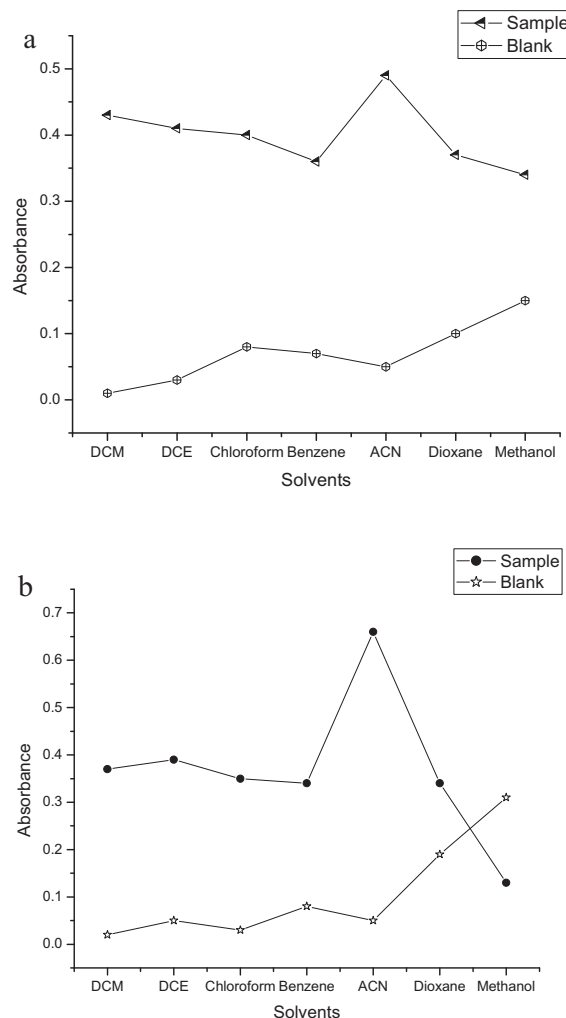 a
Sample
Blank
0.5
0.4
0.3
0.2
0.1
0.0
Absorbance
DCM DCE Chloroform Benzene ACN Dioxane Methanol
Solvents
b
Sample
Blank
0.7
0.6
0.5
0.4
0.3
0.2
0.1
0.0
Absorbance
DCM DCE Chloroform Benzene ACN Dioxane Methanol
Solvents